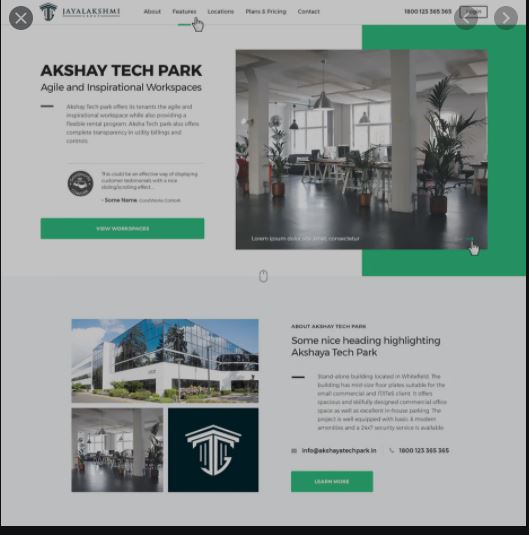 JAYALAKSHMI
GROUP
About Features Locations Plans & Pricing Contact
1800 123 365 365
Login
AKSHAY TECH PARK
Agile and Inspirational Workspaces
Akshay Tech park offers its tenants the agile and
inspirational workspace while also providing a
flexible rental program. Aksha Tech park also offers
complete transparency in utility billings and
controls.
"This could be an effective way of displaying
customer testimonials with a nice
sliding/scrolling effect...
- Some Name,
VIEW WORKSPACES
Lorem ipsum dolor sit amet, consectetur
ABOUT AKSHAY TECH PARK
Some nice heading highlighting
Akshaya Tech Park
Stand-alone building located in Whitefield. The
building has mid-size floor plates suitable for the
small commercial and IT/ITeS client. It offers
spacious and skillfully designed commercial office
space as well as excellent in-house parking. The
project is well equipped with basic & modern
amenities and a 24x7 security service is available
info@akshayatechpark.in 1800 123 365 365
LEARN MORE